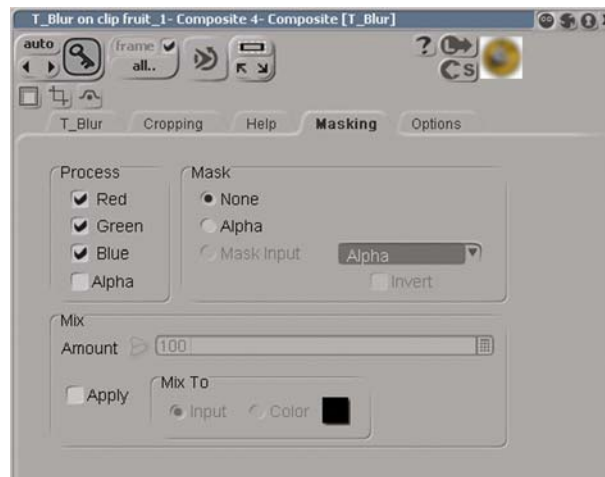 T_Blur on clip fruit_1- Composite 4- Composite [T_Blur]
auto
frame
all..
?
L
C S
T_Blur Cropping Help Masking Options
Process
Red
Green
Blue
Alpha
Mask
None
Alpha
Mask Input Alpha
Invert
Mix
Amount 100
Apply
Mix To
Input Color